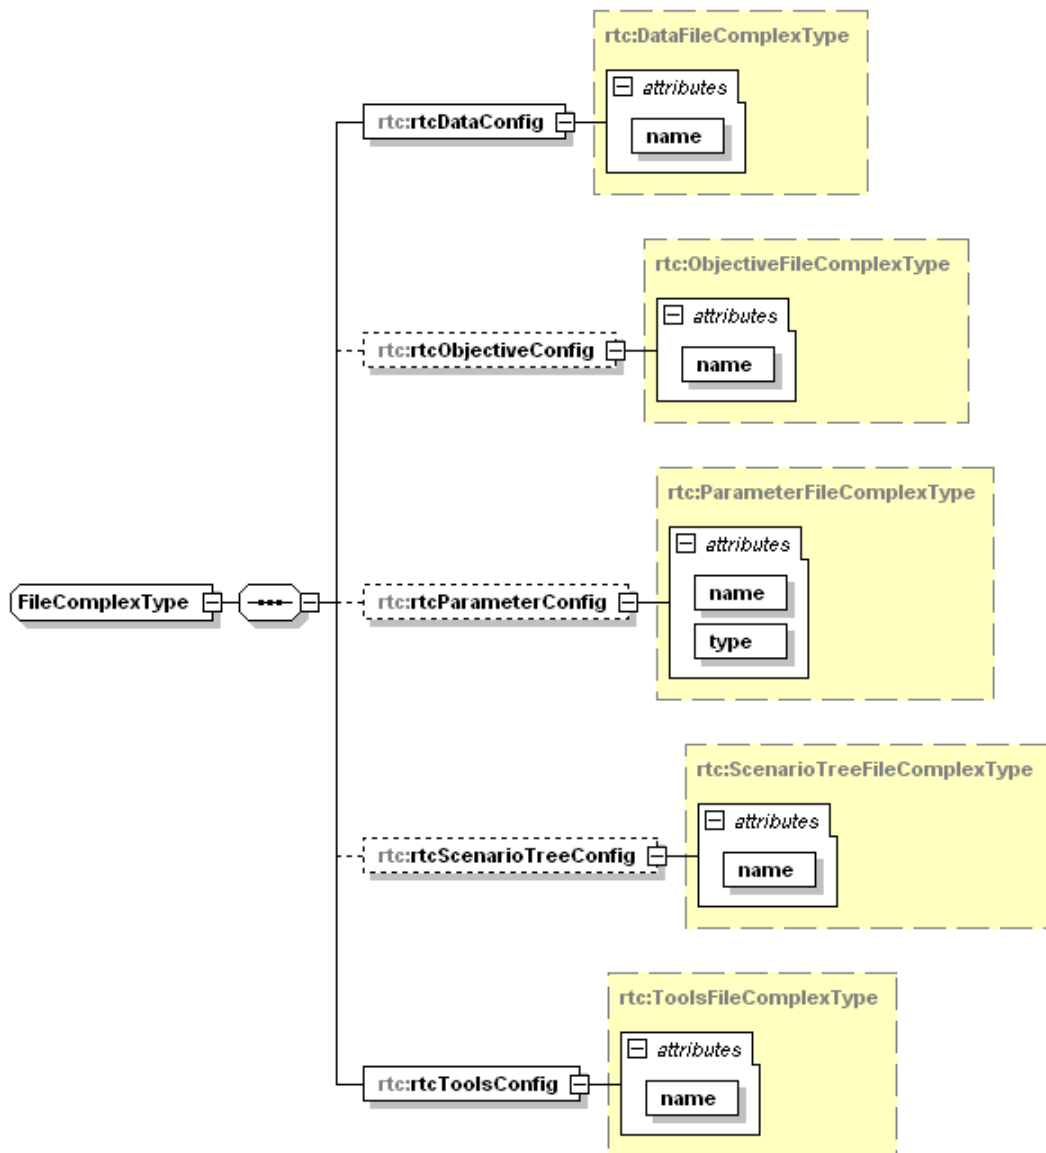 rtc:DataFileComplexType
attributes
rtc:rtcDataConfig
name
rtc:ObjectiveFileComplexType
attributes
rtc:rtcObjectiveConfig
name
rtc:ParameterFileComplexType
attributes
FileComplexType
rtc:rtcParameterConfig
name
type
rtc:ScenarioTreeFileComplexType
attributes
rtc:rtcScenarioTreeConfig
name
rtc:ToolsFileComplexType
attributes
rtc:rtcToolsConfig
name